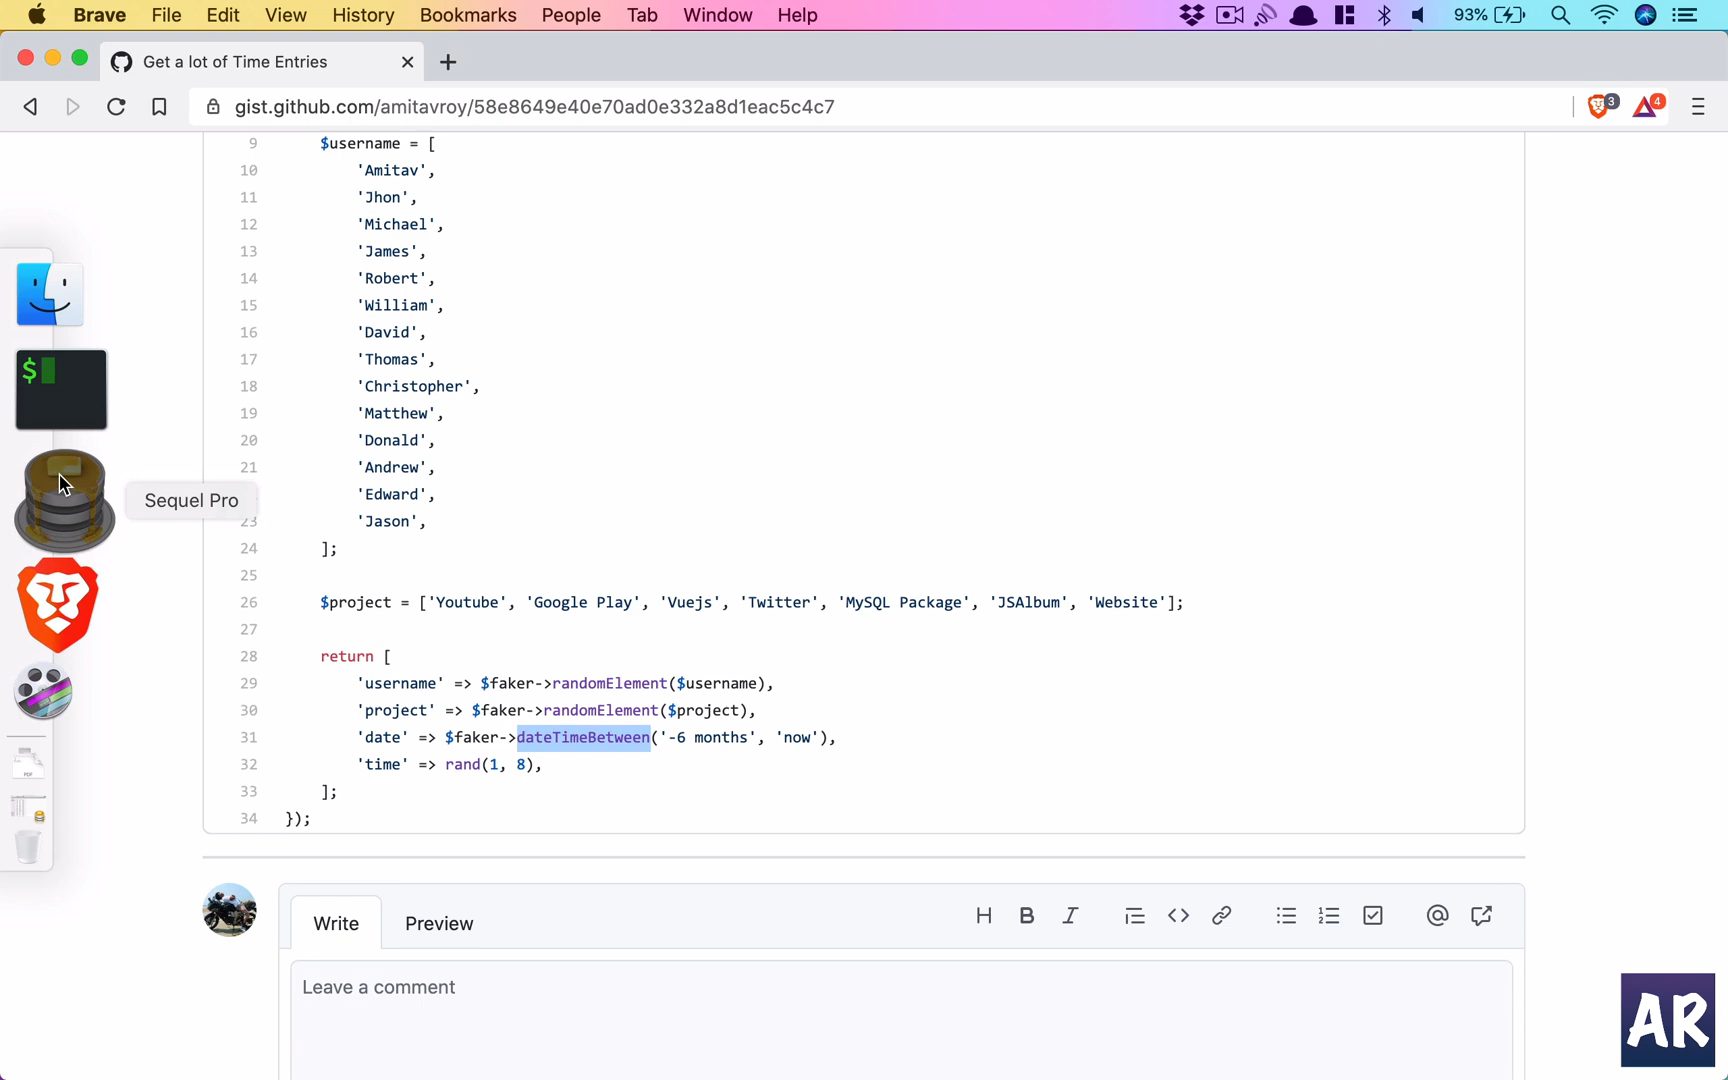 Brave File Edit View History Bookmarks People Tab Window Help 93%
Get a lot of Time Entries
gist.github.com/amitavroy/58e8649e40e70ad0e332a8d1eac5c4c7 3 4
9 $username = [
10 'Amitav',
11 'Jhon',
12 'Michael',
13 'James',
14 'Robert',
15 'William',
16 'David',
17 'Thomas',
18 'Christopher',
19 'Matthew',
20 'Donald',
21 'Andrew',
'Edward',
Sequel Pro
23 'Jason',
24 ];
25
26 $project = ['Youtube', 'Google Play', 'Vuejs', 'Twitter', 'MySQL Package', 'JSAlbum', 'Website'];
27
28 return [
29 'username' => $faker->randomElement($username),
30 'project' => $faker->randomElement($project),
31 'date' => $faker->dateTimeBetween('-6 months', 'now'),
32 'time' => rand(1, 8),
33 ];
34 });
$
PDF
Write Preview H B I
Leave a comment
AR